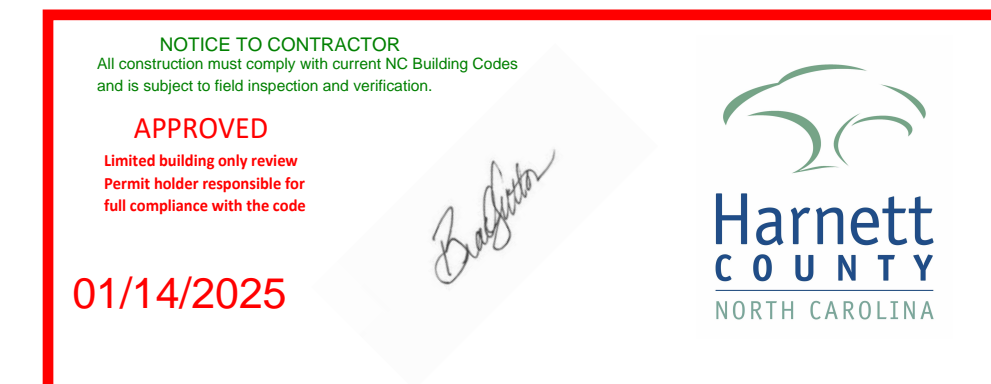 NOTICE TO CONTRACTOR
All construction must comply with current NC Building Codes
and is subject to field inspection and verification.
APPROVED
Limited building only review
Permit holder responsible for
full compliance with the code
01/14/2025
Harnett
COUNTY
NORTH CAROLINA